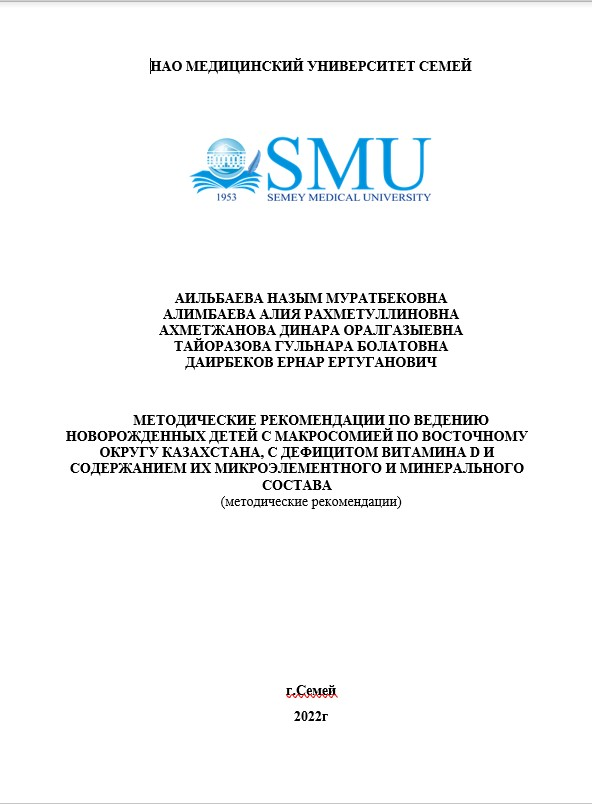 НАО МЕДИЦИНСКИЙ УНИВЕРСИТЕТ СЕМЕЙ
SMU
1953 SEMEY MEDICAL UNIVERSITY
АИЛЬБАЕВА НАЗЫМ МУРАТБЕКОВНА
АЛИМБАЕВА АЛИЯ РАХМЕТУЛЛИНОВНА
АХМЕТЖАНОВА ДИНАРА ОРАЛГАЗЫЕВНА
ТАЙОРАЗОВА ГУЛЬНАРА БОЛАТОВНА
ДАИРБЕКОВ ЕРНАР ЕРТУГАНОВИЧ
МЕТОДИЧЕСКИЕ РЕКОМЕНДАЦИИ ПО ВЕДЕНИЮ
НОВОРОЖДЕННЫХ ДЕТЕЙ С МАКРОСОМИЕЙ ПО ВОСТОЧНОМУ
ОКРУГУ КАЗАХСТАНА, С ДЕФИЦИТОМ ВИТАМИНА D И
СОДЕРЖАНИЕМ ИХ МИКРОЭЛЕМЕНТНОГО И МИНЕРАЛЬНОГО
СОСТАВА
(методические рекомендации)
г.Семей
2022г